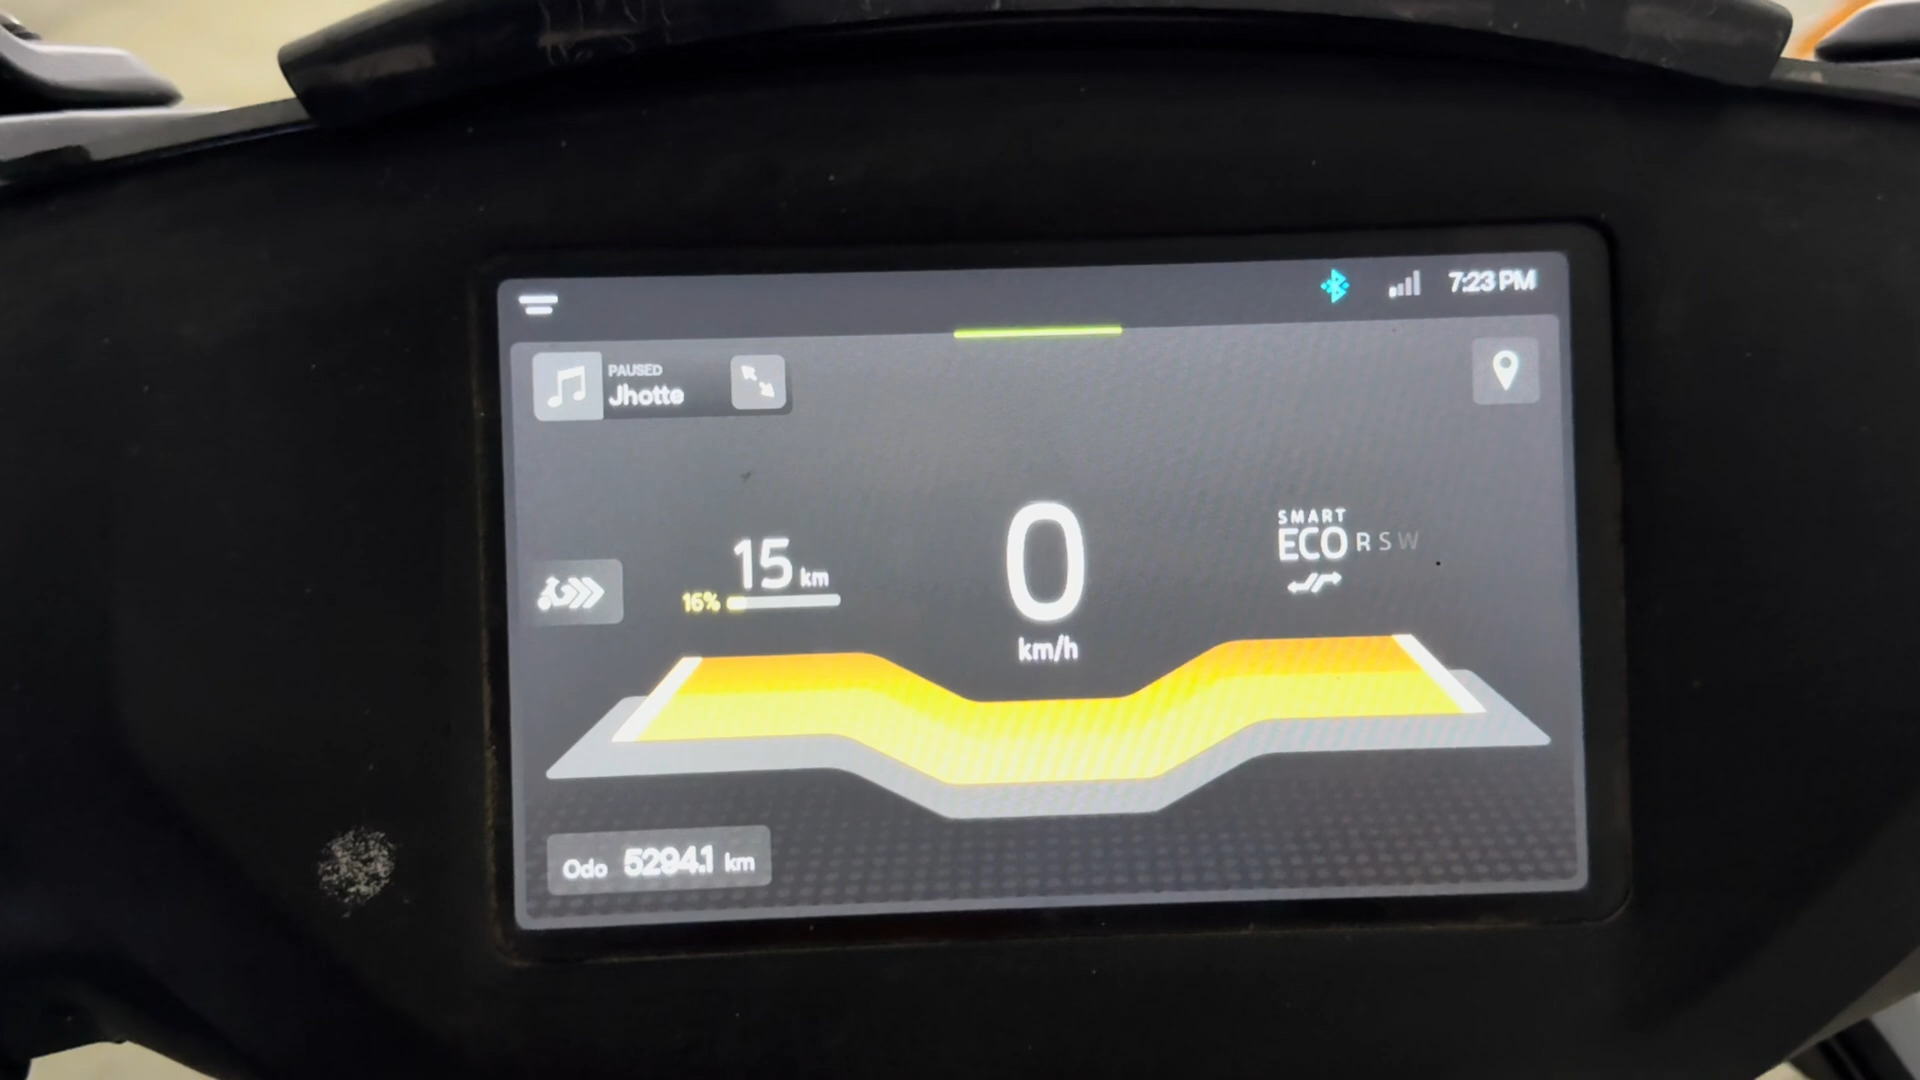 7:23 PM
PAUSED
Jhotte
15 km
16%
0
km/h
SMART
ECO R S W
Odo 5294.1 km